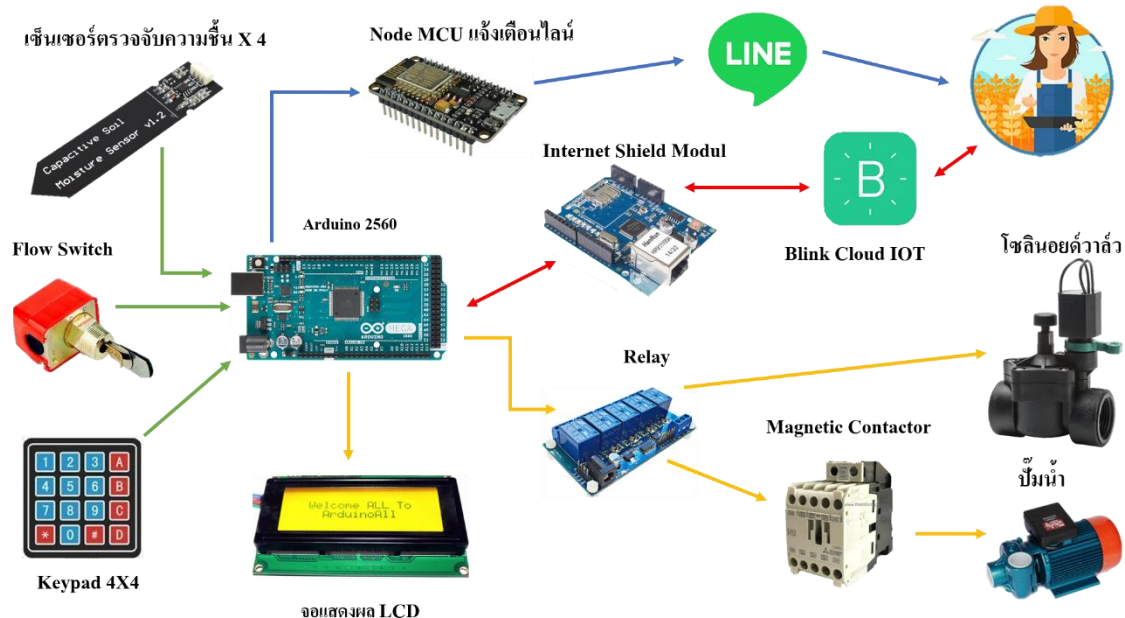 เซ็นเซอร์ตรวจจับความชื้น X 4
Node MCU แจ้งเตือนไลน์
LINE
Capacitive Soil
Moisture Sensor v1.2
Internet Shield Modul
B
Blink Cloud IOT
Arduino 2560
Flow Switch
โซลินอยด์วาล์ว
ARDUINO
MEGA
Relay
Magnetic Contactor
ปั๊มน้ำ
1 2 3 A
4 5 6 B
7 8 9 C
* 0 # D
Keypad 4X4
Welcome ALL To
ArduinoAll
จอแสดงผล LCD